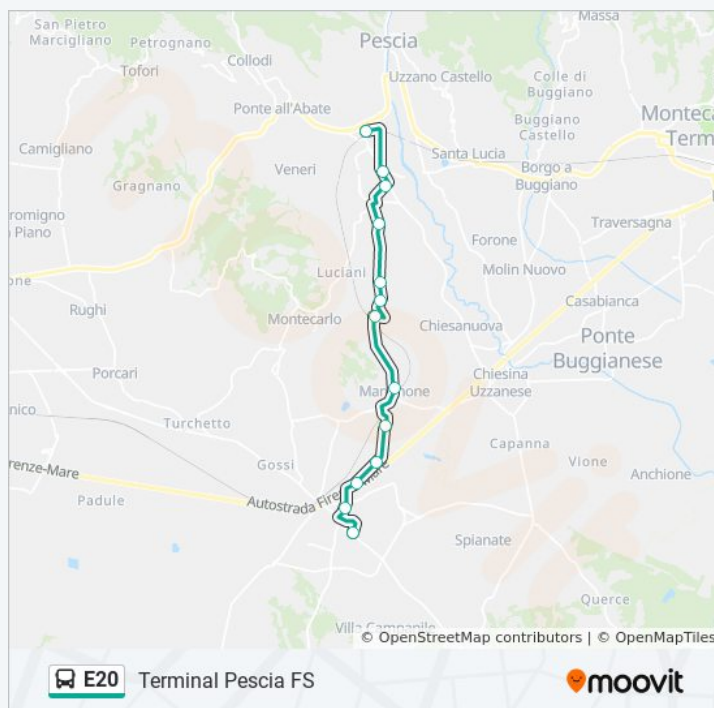 San Pietro
Marcigliano
Petrognano
Pescia
Massa
Collodi
Tofori
Uzzano Castello
Colle di
Buggiano
Ponte all'Abate
Buggiano
Castello
Monteca
Term
Camigliano
Veneri
Santa Lucia
Borgo a
Buggiano
Gragnano
romigno
n Piano
Traversagna
Forone
Luciani
Molin Nuovo
one
Rughi
Casabianca
Montecarlo
Chiesanuova
Ponte
Buggianese
Porcari
Chiesina
Uzzanese
nico
Turchetto
Capanna
Gossi
Vione
irenze-Mare
Anchione
Padule
Autostrada Fire
Spianate
Querce
Villa Campanile
© OpenStreetMap contributors | © OpenMapTiles
E20
Terminal Pescia FS
moovit